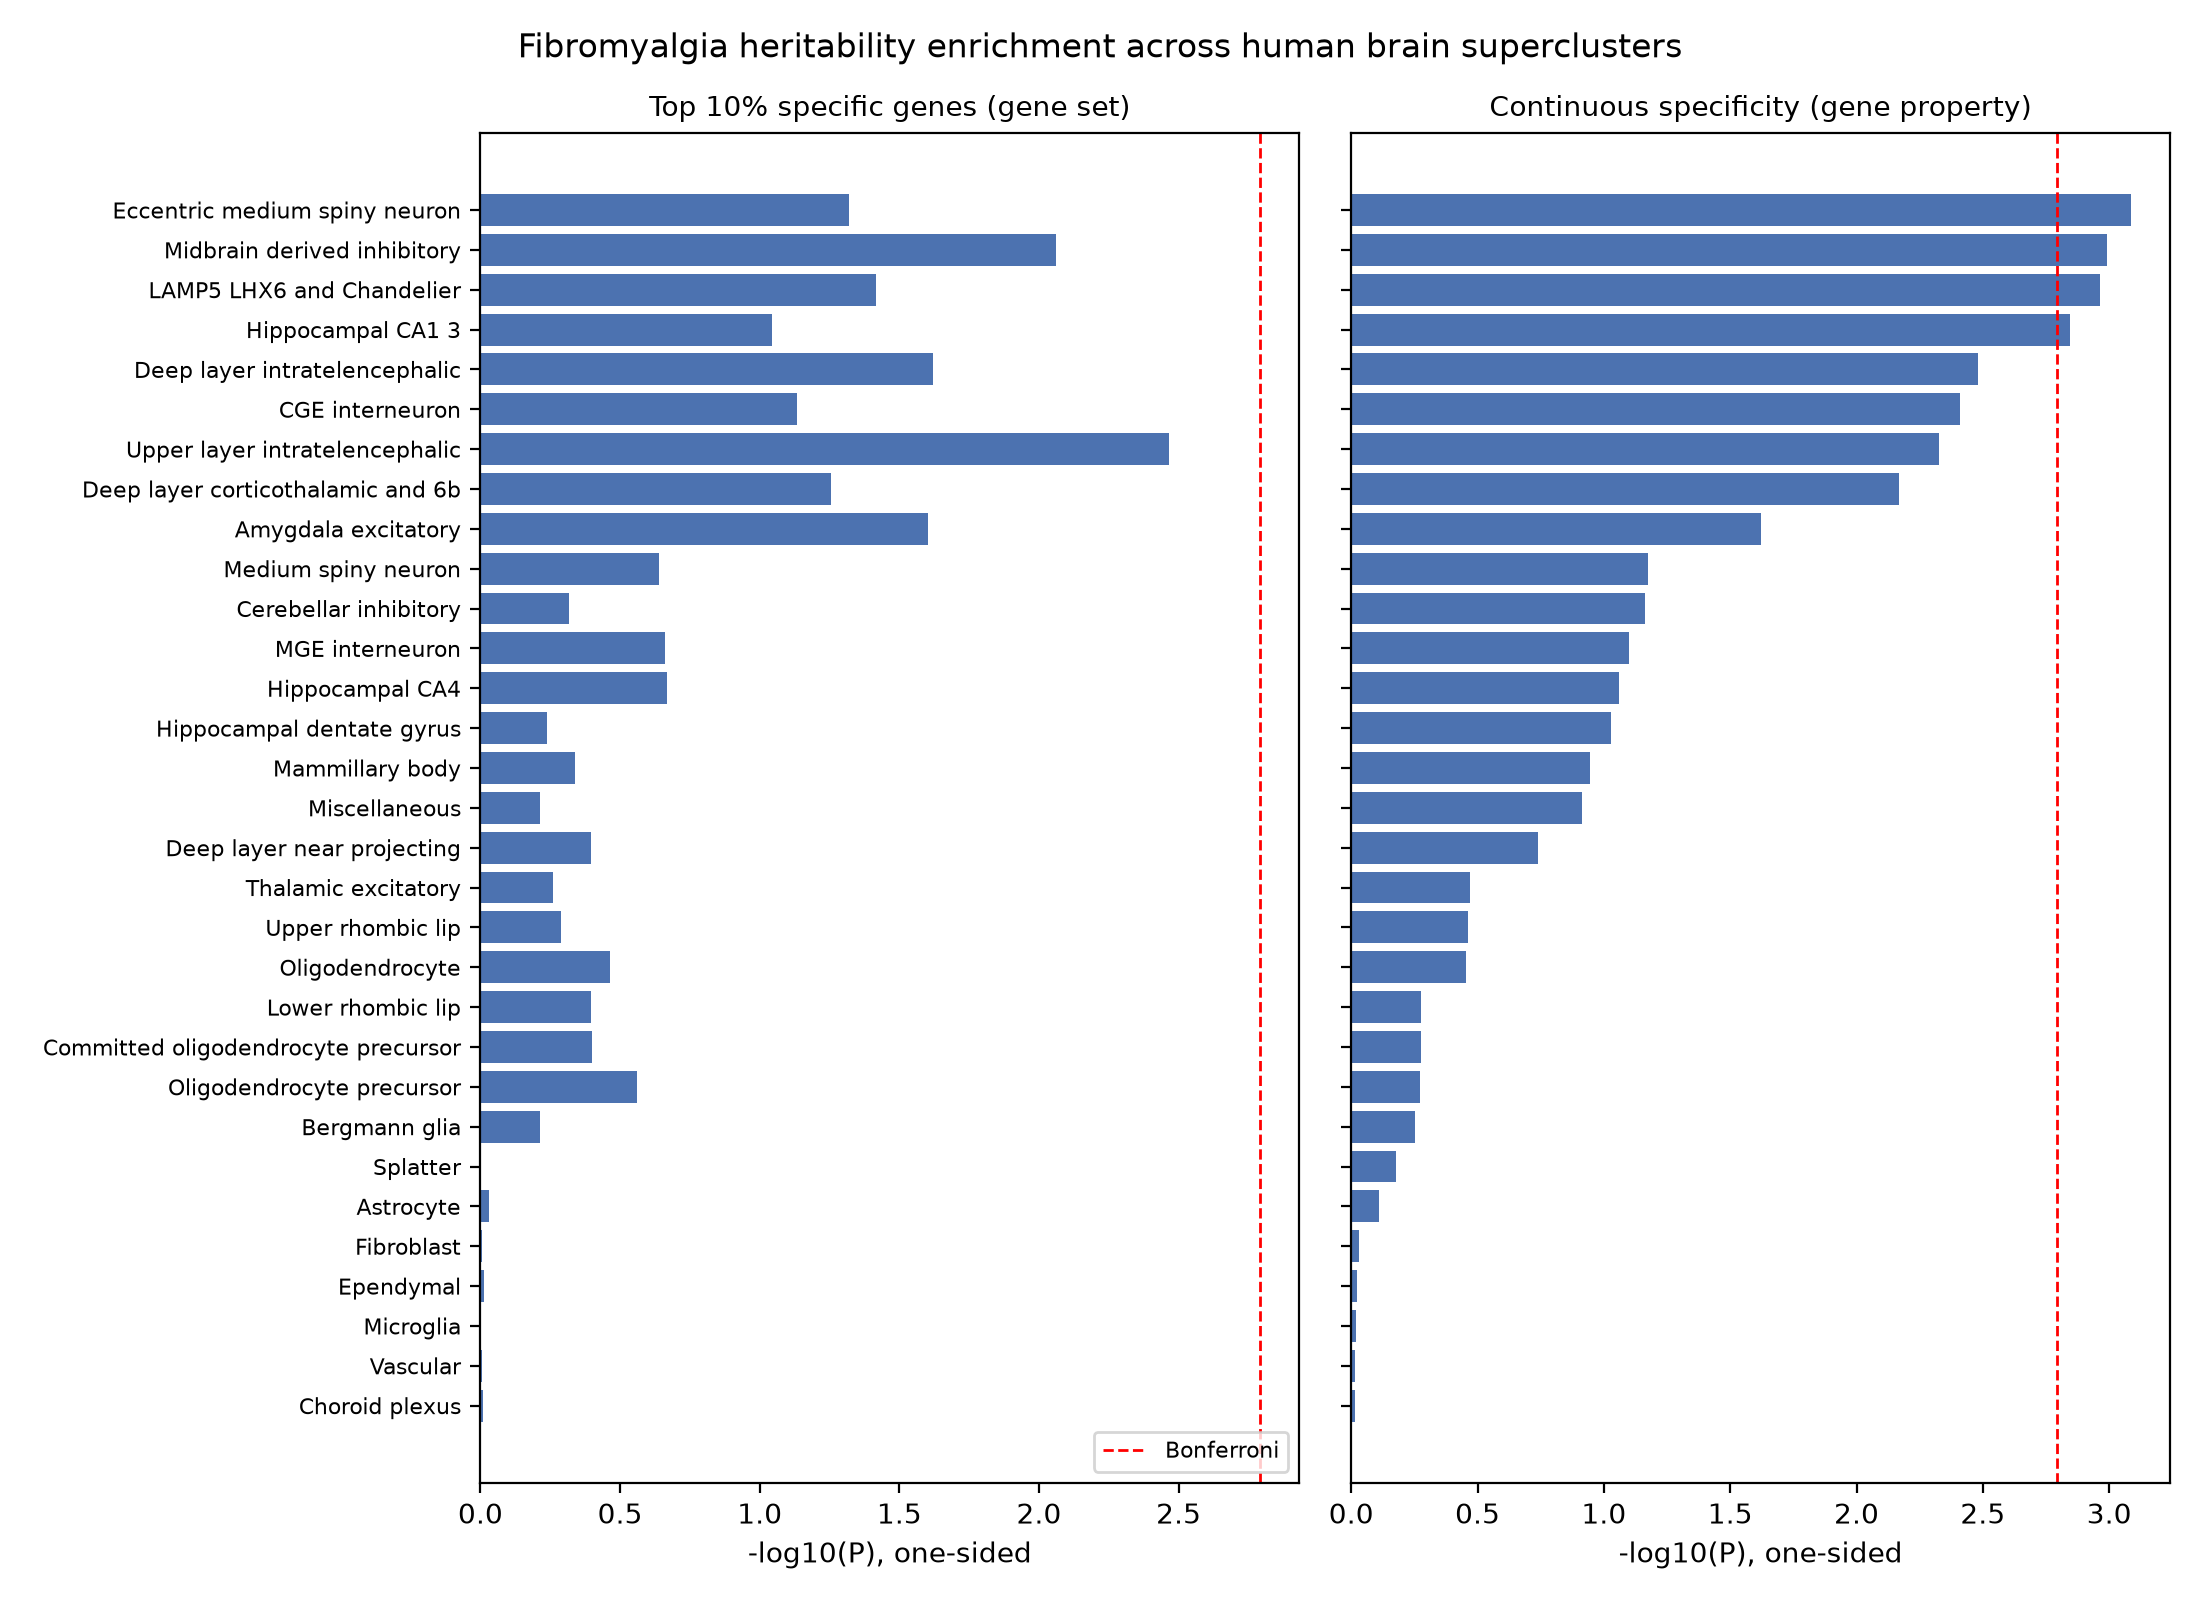 Fibromyalgia heritability enrichment across human brain superclusters
Top 10% specific genes (gene set)
Continuous specificity (gene property)
Eccentric medium spiny neuron
Midbrain derived inhibitory
LAMP5 LHX6 and Chandelier
Hippocampal CA1 3
Deep layer intratelencephalic
CGE interneuron
Upper layer intratelencephalic
Deep layer corticothalamic and 6b
Amygdala excitatory
Medium spiny neuron
Cerebellar inhibitory
MGE interneuron
Hippocampal CA4
Hippocampal dentate gyrus
Mammillary body
Miscellaneous
Deep layer near projecting
Thalamic excitatory
Upper rhombic lip
Oligodendrocyte
Lower rhombic lip
Committed oligodendrocyte precursor
Oligodendrocyte precursor
Bergmann glia
Splatter
Astrocyte
Fibroblast
Ependymal
Microglia
Vascular
Choroid plexus
Bonferroni
0.0 0.5 1.0 1.5 2.0 2.5
0.0 0.5 1.0 1.5 2.0 2.5 3.0
-log10(P), one-sided
-log10(P), one-sided